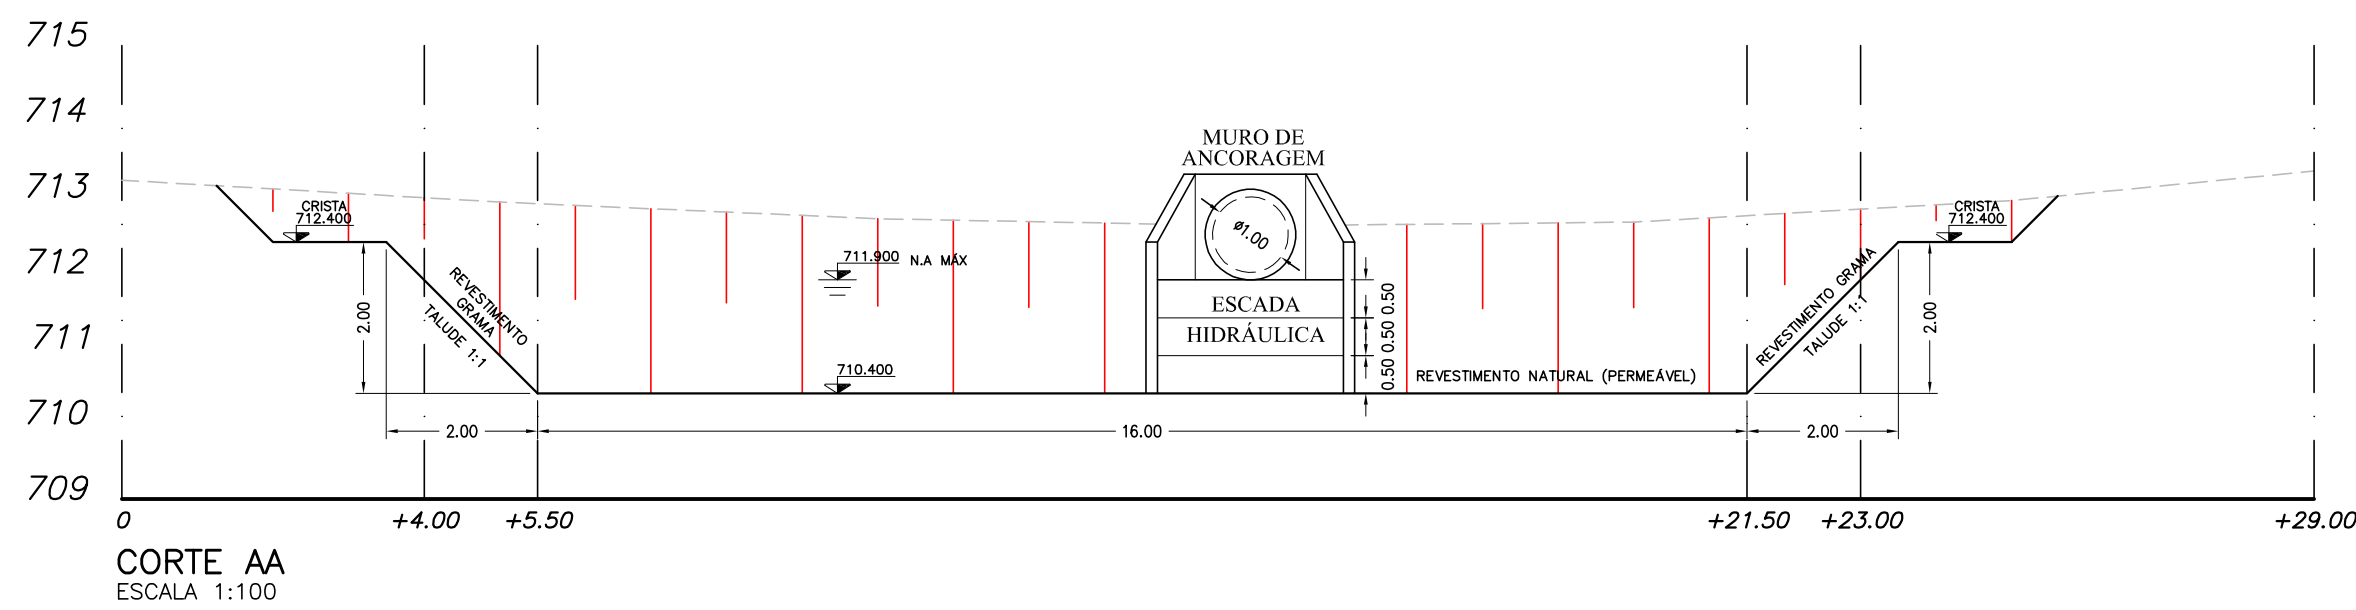 715
714
713
712
711
710
709
MURO DE
ANCORAGEM
CRISTA
712.400
CRISTA
712.400
ø1.00
711.900 N.A MÁX
REVESTIMENTO
GRAMA
TALUDE 1:1
2.00
ESCADA
HIDRÁULICA
0.50 0.50 0.50
REVESTIMENTO GRAMA
TALUDE 1:1
2.00
710.400
REVESTIMENTO NATURAL (PERMEÁVEL)
2.00
16.00
2.00
0
+4.00
+5.50
+21.50
+23.00
+29.00
CORTE AA
ESCALA 1:100